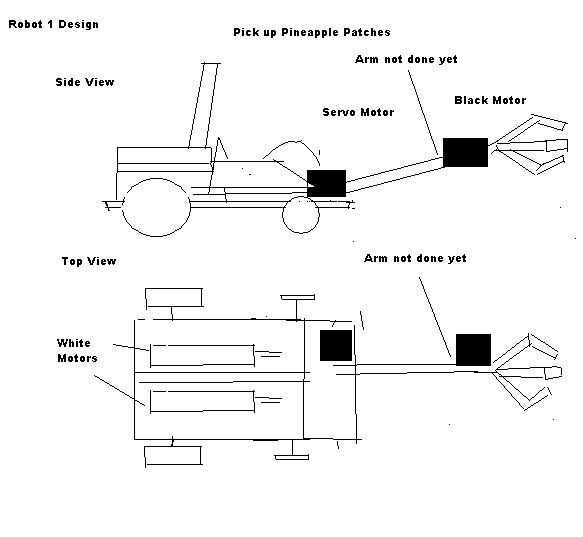 Robot 1 Design
Pick up Pineapple Patches
Arm not done yet
Side View
Black Motor
Servo Motor
Top View
Arm not done yet
White
Motors